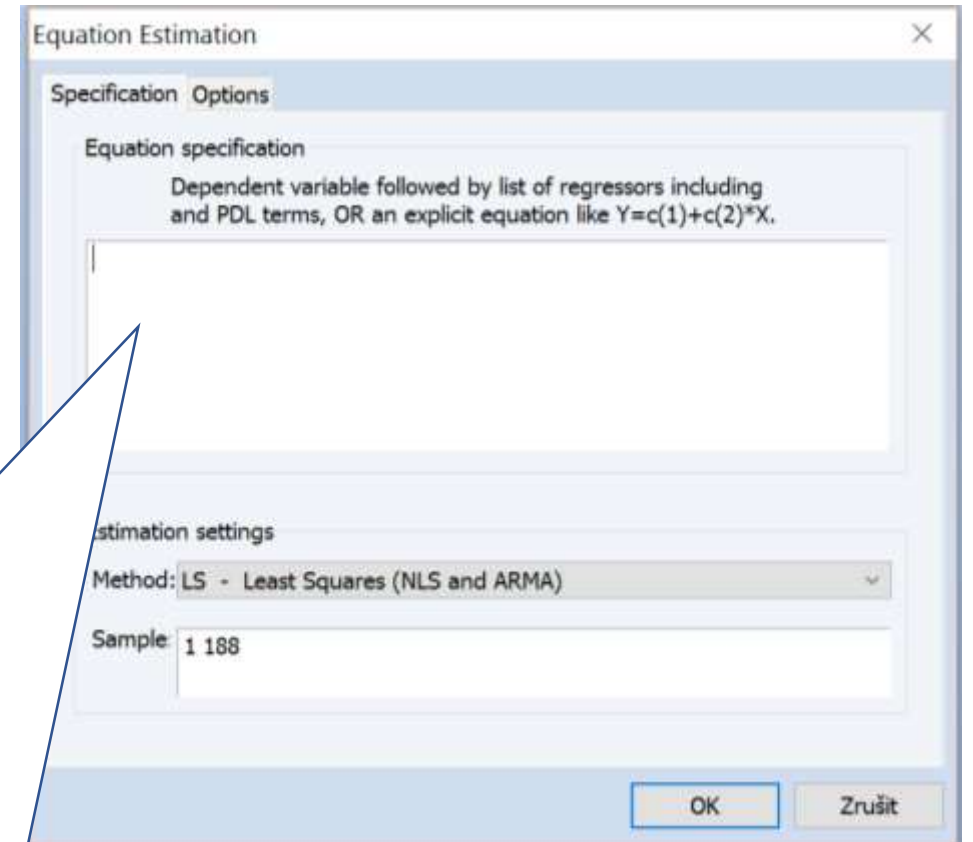 Equation Estimation
Specification Options
Equation specification
Dependent variable followed by list of regressors including
and PDL terms, OR an explicit equation like Y=c(1)+c(2)*X.
stimation settings
Method: LS - Least Squares (NLS and ARMA)
Sample: 1 188
OK Zrušit